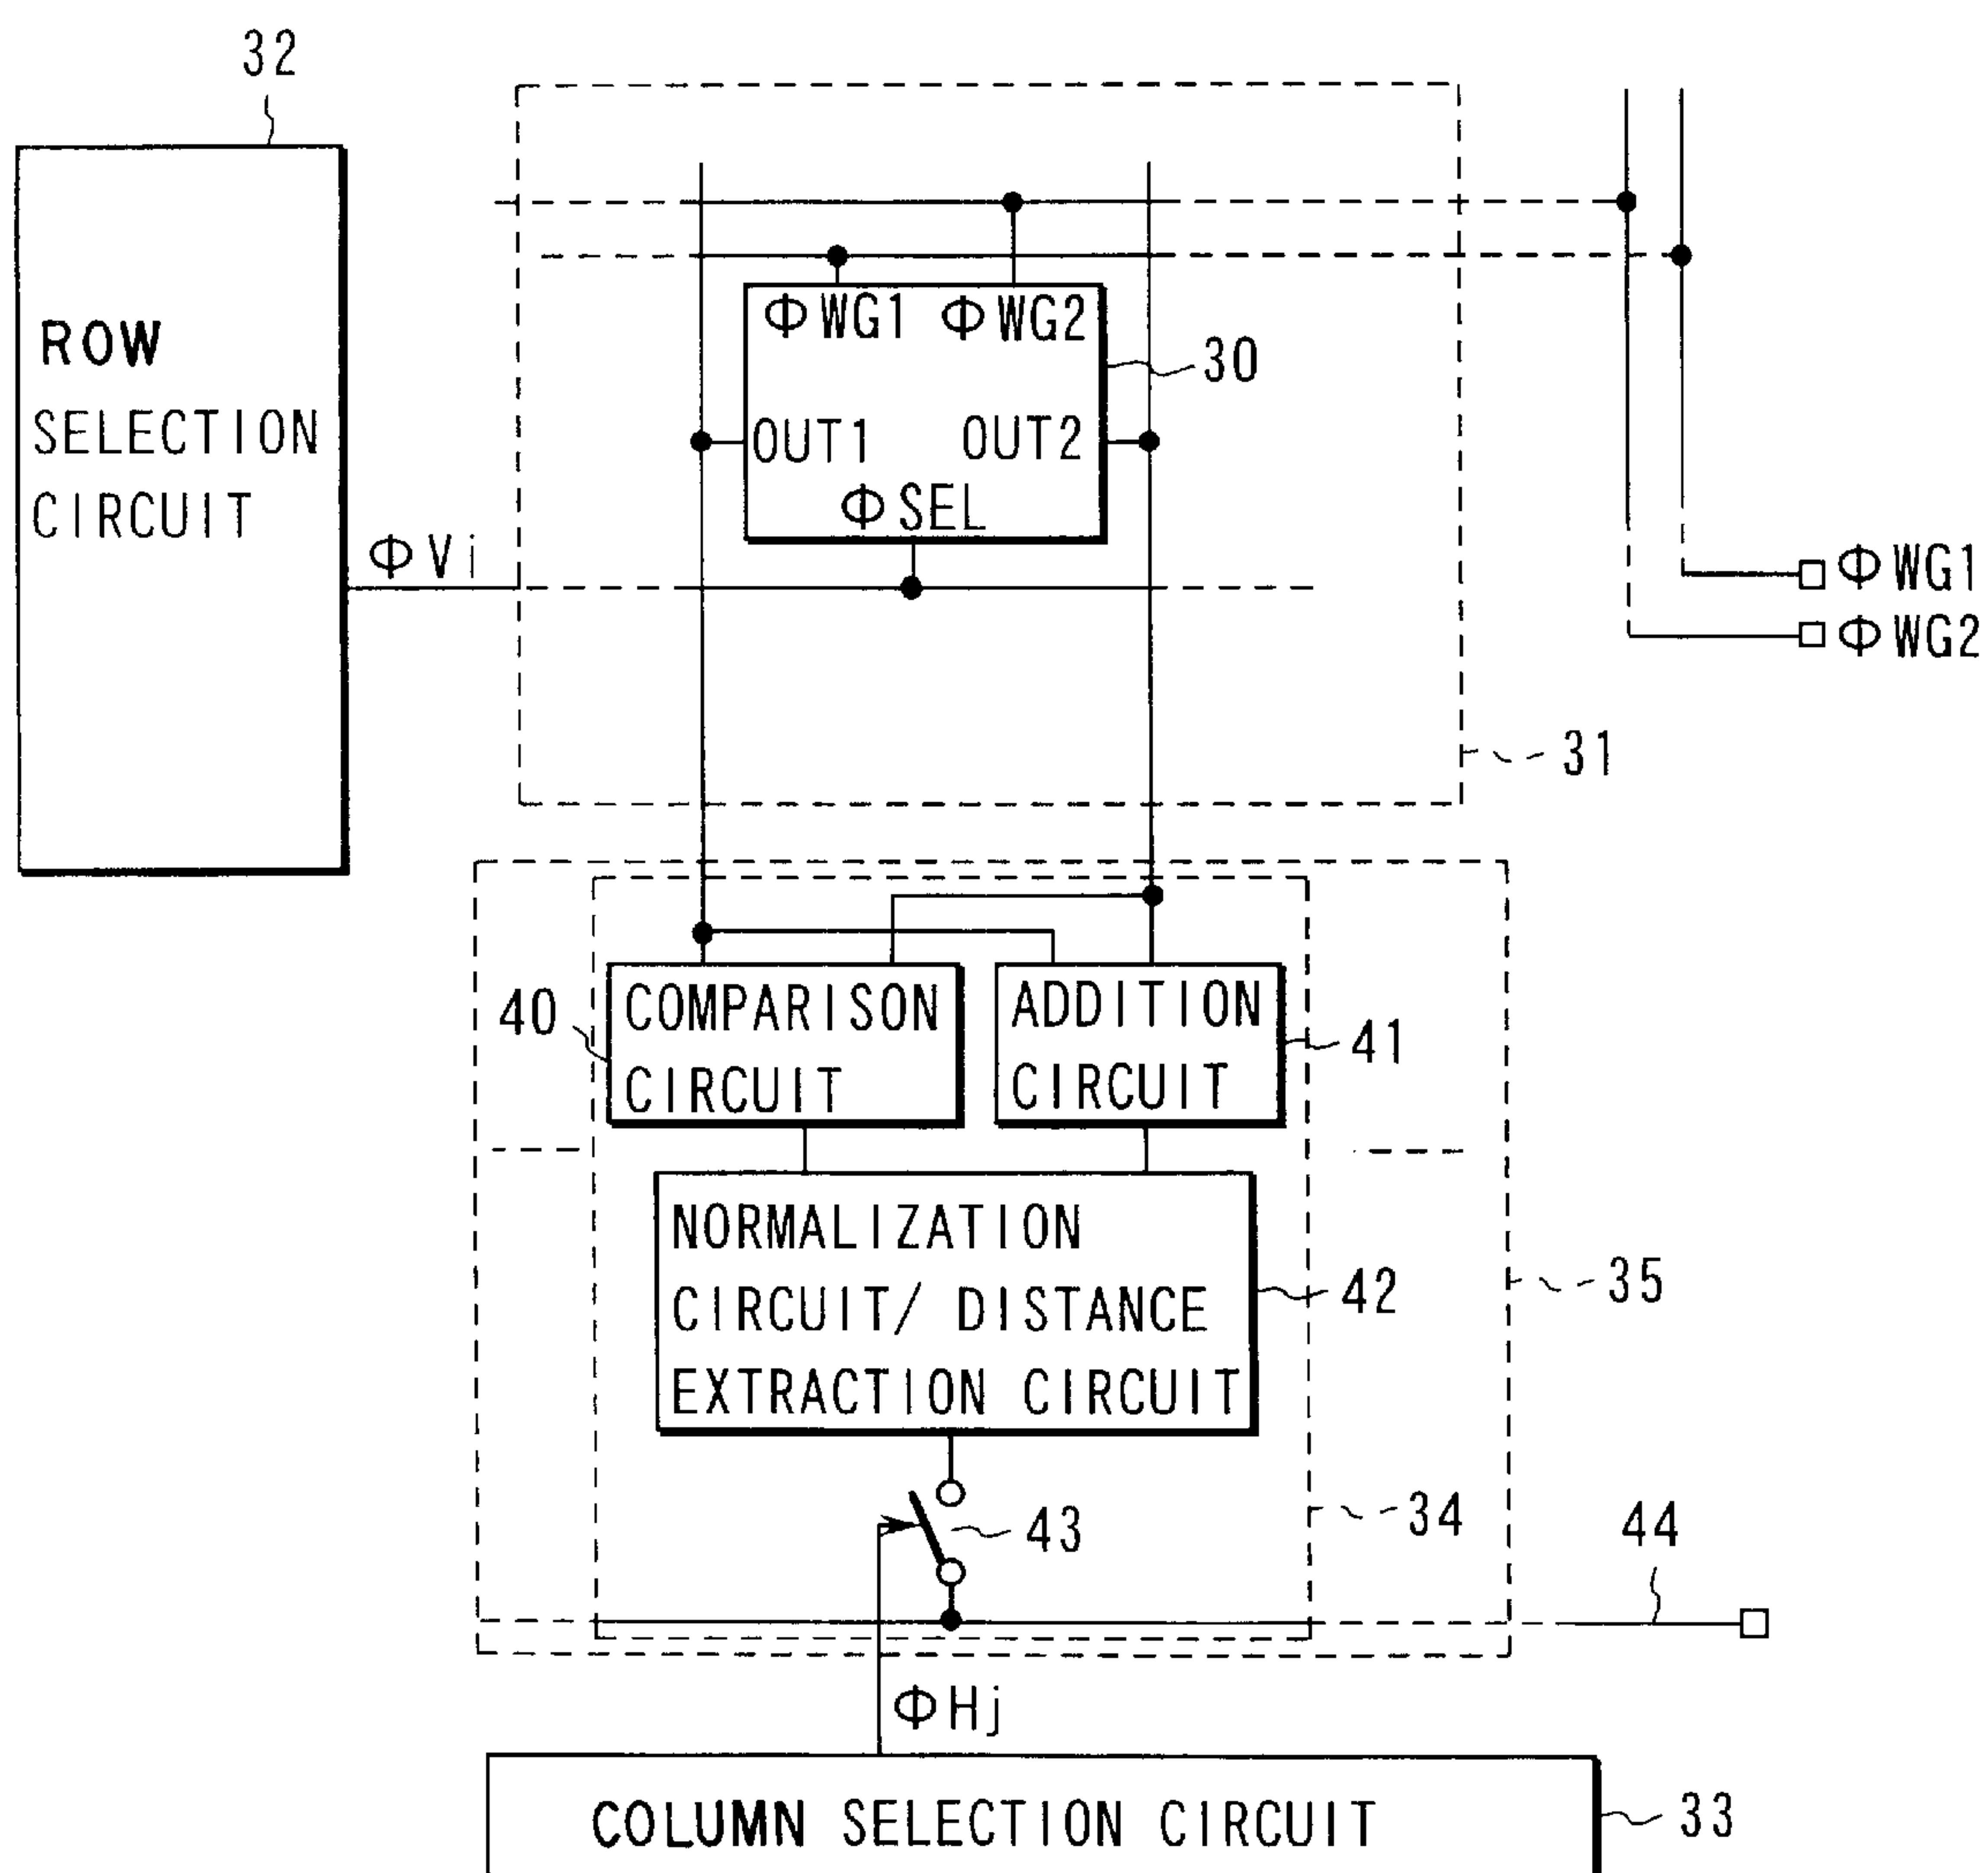 32
ROW
SELECTION
CIRCUIT
ΦVi
ΦWG1 ΦWG2
30
OUT1 OUT2
ΦSEL
ΦWG1
ΦWG2
31
40
COMPARISON
CIRCUIT
ADDITION
CIRCUIT
41
NORMALIZATION
CIRCUIT/ DISTANCE
EXTRACTION CIRCUIT
42
35
43
34
44
ΦHj
COLUMN SELECTION CIRCUIT
33